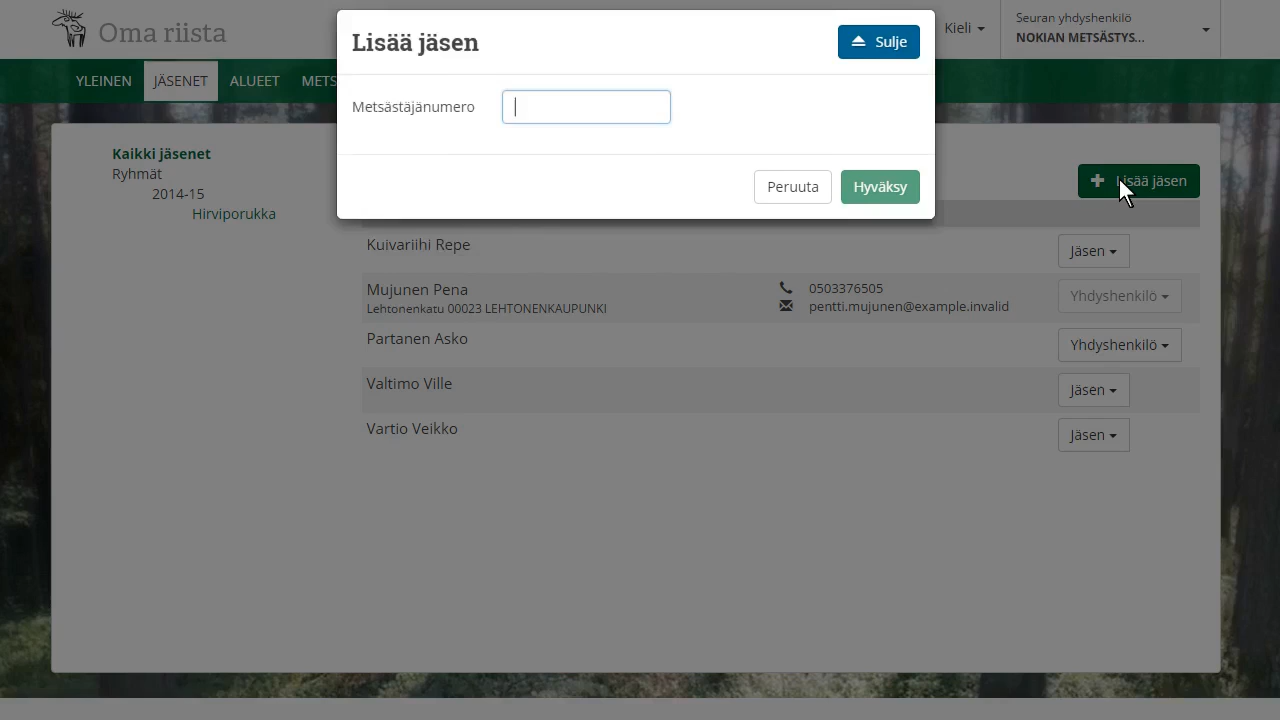 Oma riista
Lisää jäsen
Sulje
Kieli
Seuran yhdyshenkilö
NOKIAN METSÄSTYS...
YLEINEN JÄSENET ALUEET METS
Metsästäjänumero
Peruuta Hyväksy
Kaikki jäsenet
Ryhmät
2014-15
Hirviporukka
Lisää jäsen
Kuivariihi Repe Jäsen
Mujunen Pena 0503376505 Yhdyshenkilö
Lehtonenkatu 00023 LEHTONENKAUPUNKI pentti.mujunen@example.invalid
Partanen Asko Yhdyshenkilö
Valtimo Ville Jäsen
Vartio Veikko Jäsen